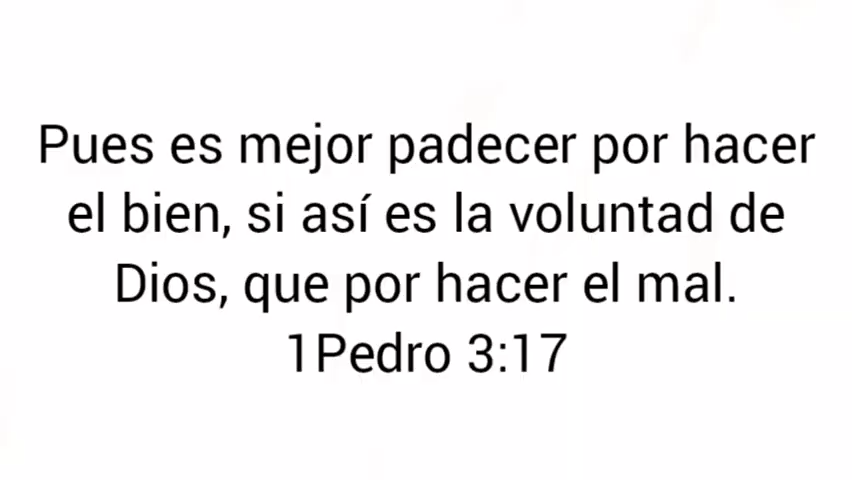 Pues es mejor padecer por hacer
el bien, si así es la voluntad de
Dios, que por hacer el mal.
1Pedro 3:17